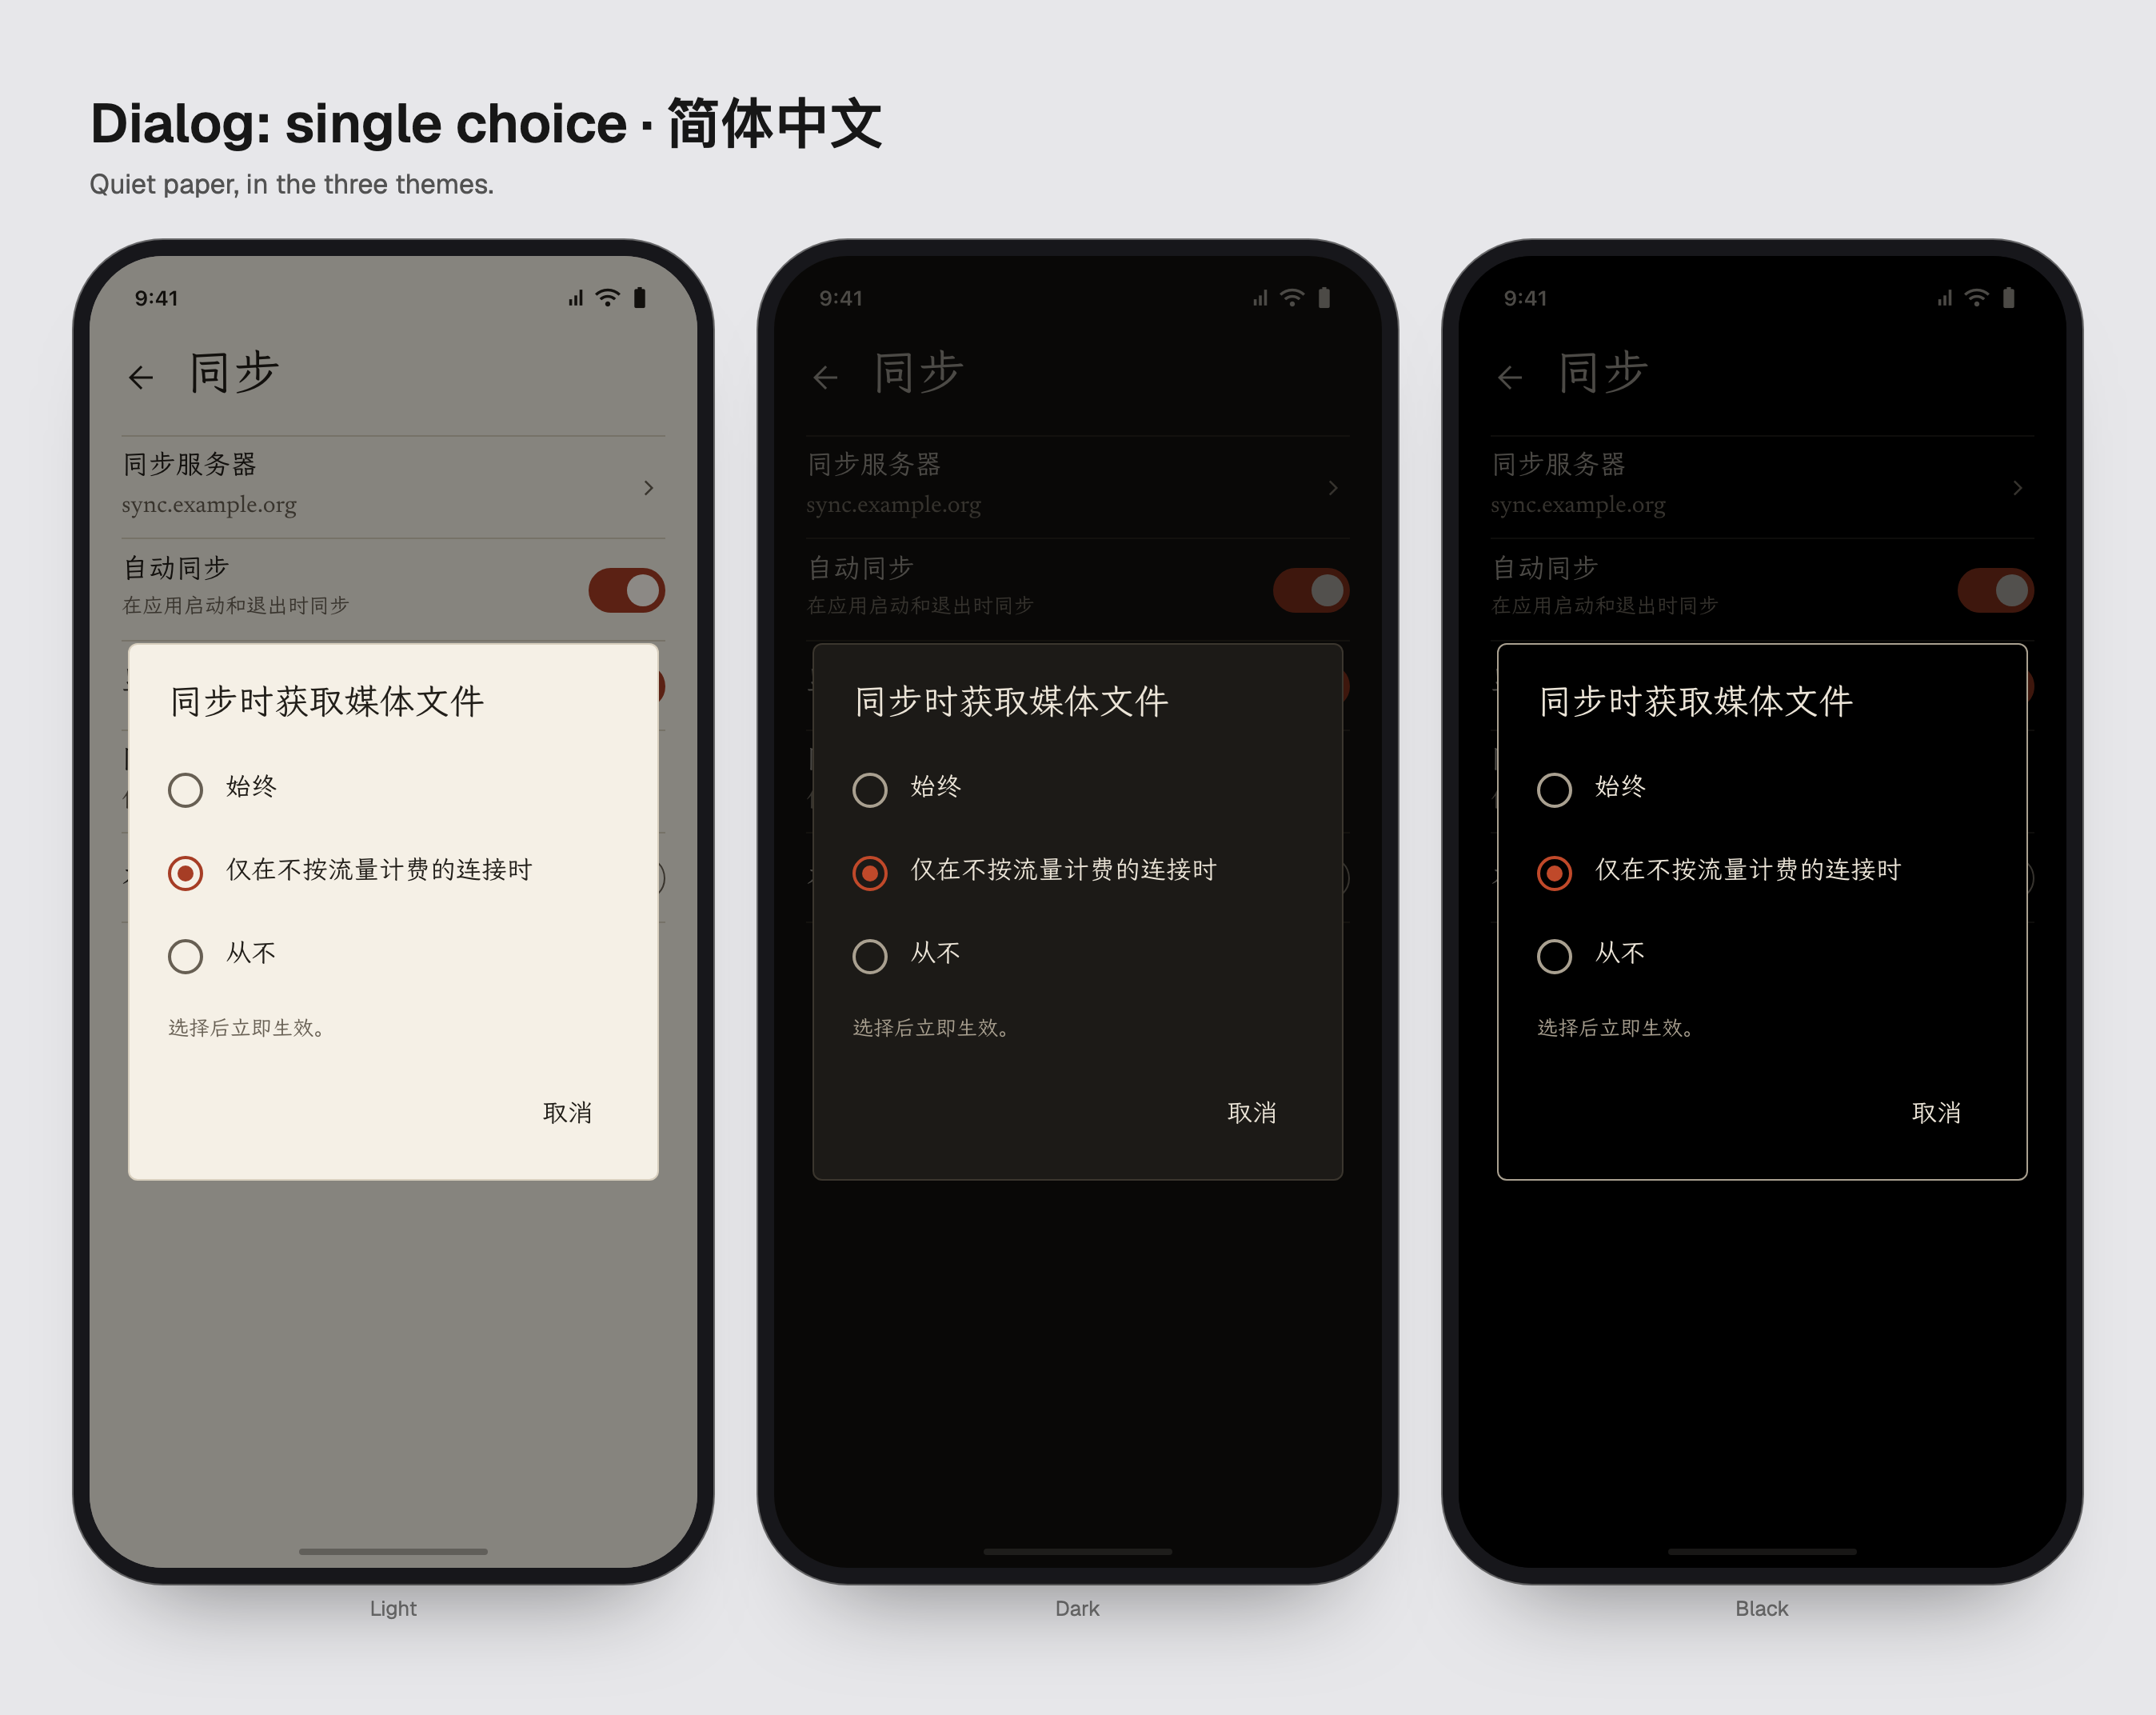 Dialog: single choice · 简体中文
Quiet paper, in the three themes.
9:41
同步
同步服务器
sync.example.org
自动同步
在应用启动和退出时同步
同步时获取媒体文件
始终
仅在不按流量计费的连接时
从不
选择后立即生效。
取消
Light
9:41
同步
同步服务器
sync.example.org
自动同步
在应用启动和退出时同步
同步时获取媒体文件
始终
仅在不按流量计费的连接时
从不
选择后立即生效。
取消
Dark
9:41
同步
同步服务器
sync.example.org
自动同步
在应用启动和退出时同步
同步时获取媒体文件
始终
仅在不按流量计费的连接时
从不
选择后立即生效。
取消
Black